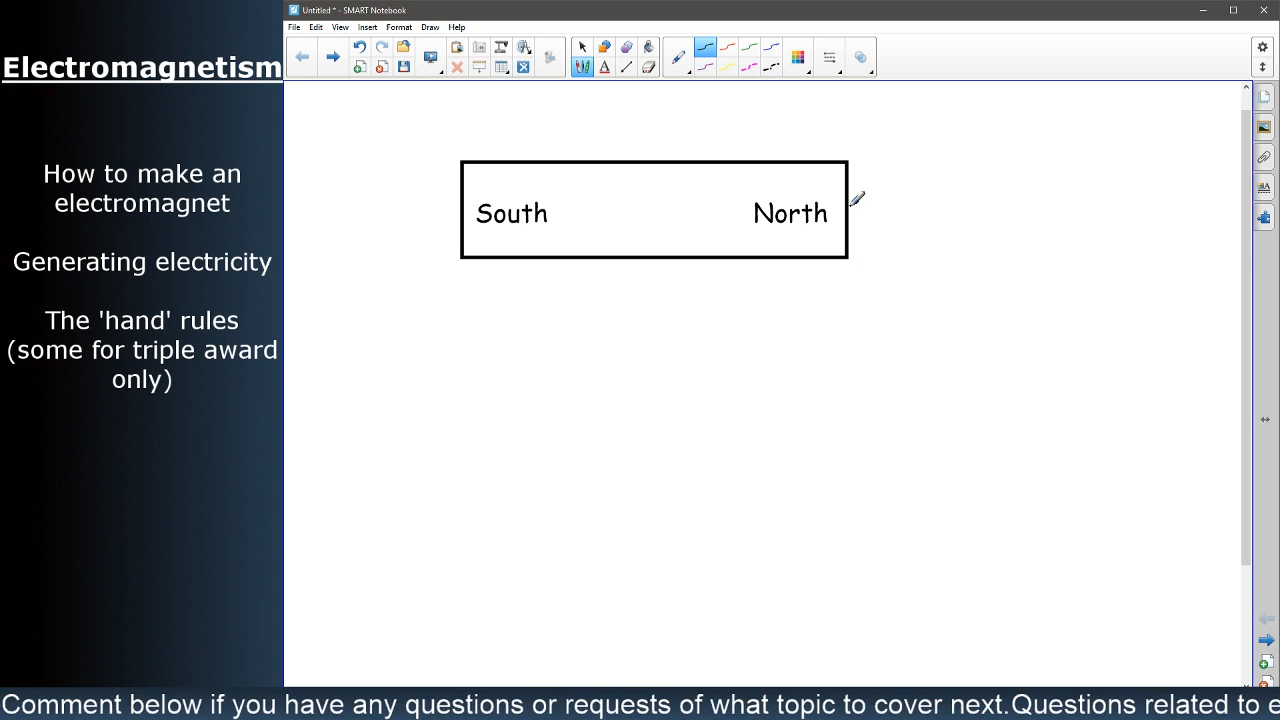 Untitled * - SMART Notebook
File Edit View Insert Format Draw Help
Electromagnetism
How to make an
electromagnet
Generating electricity
The 'hand' rules
(some for triple award
only)
South North
Comment below if you have any questions or requests of what topic to cover next.Questions related to e